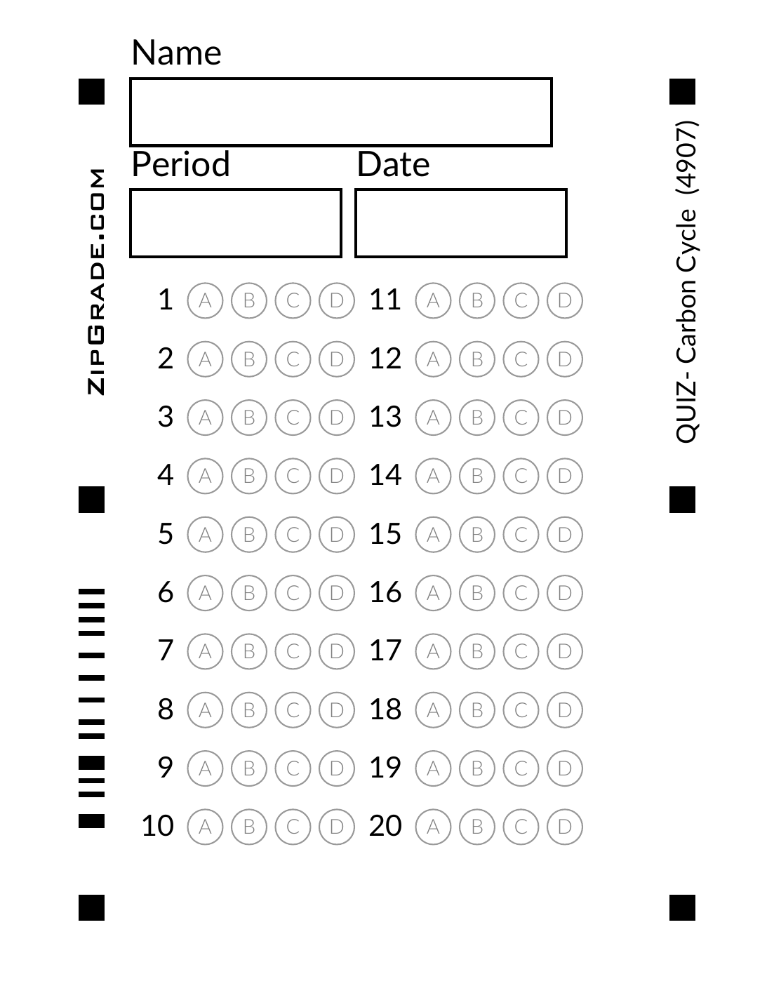 Name
Period Date
ZipGrade.com
QUIZ- Carbon Cycle (4907)
1 A B C D 11 A B C D
2 A B C D 12 A B C D
3 A B C D 13 A B C D
4 A B C D 14 A B C D
5 A B C D 15 A B C D
6 A B C D 16 A B C D
7 A B C D 17 A B C D
8 A B C D 18 A B C D
9 A B C D 19 A B C D
10 A B C D 20 A B C D